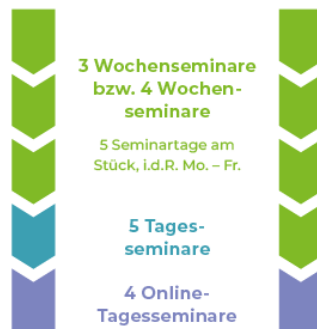 3 Wochenseminare
bzw. 4 Wochen-
seminare
5 Seminartage am
Stück, i.d.R. Mo. – Fr.
5 Tages-
seminare
4 Online-
Tagesseminare